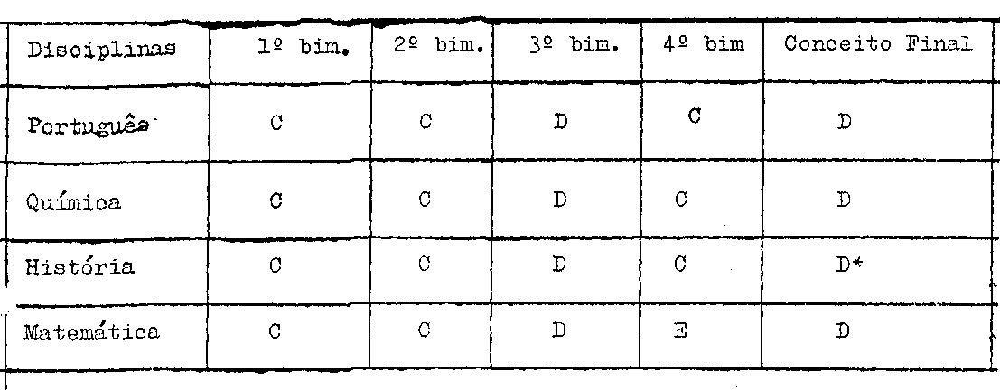 Disciplinas 1º bim. 2º bim. 3º bim. 4º bim Conceito Final
Português C C D C D
Química C C D C D
História C C D C D*
Matemática C C D E D